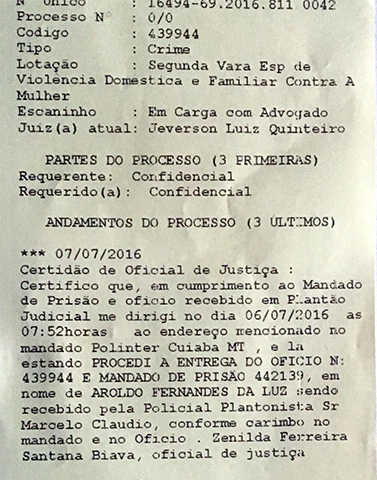 Nº Único : 16494-69.2016.811 0042
Processo Nº : 0/0
Codigo : 439944
Tipo : Crime
Lotação : Segunda Vara Esp de
Violência Domestica e Familiar Contra A
Mulher
Escaninho : Em Carga com Advogado
Juiz(a) atual: Jeverson Luiz Quinteiro
PARTES DO PROCESSO (3 PRIMEIRAS)
Requerente: Confidencial
Requerido(a): Confidencial
ANDAMENTOS DO PROCESSO (3 ÚLTIMOS)
*** 07/07/2016
Certidão de Oficial de Justiça :
Certifico que, em cumprimento ao Mandado
de Prisão e oficio recebido em Plantão
Judicial me dirigi no dia 06/07/2016 as
07:52horas ao endereço mencionado no
mandado Polinter Cuiaba MT , e la
estando PROCEDI A ENTREGA DO OFICIO N:
439944 E MANDADO DE PRISÃO 442139, em
nome de AROLDO FERNANDES DA LUZ sendo
recebido pela Policial Plantonista Sr
Marcelo Claudio, conforme carimbo no
mandado e no Oficio . Zenilda Ferreira
Santana Biava, oficial de justiça